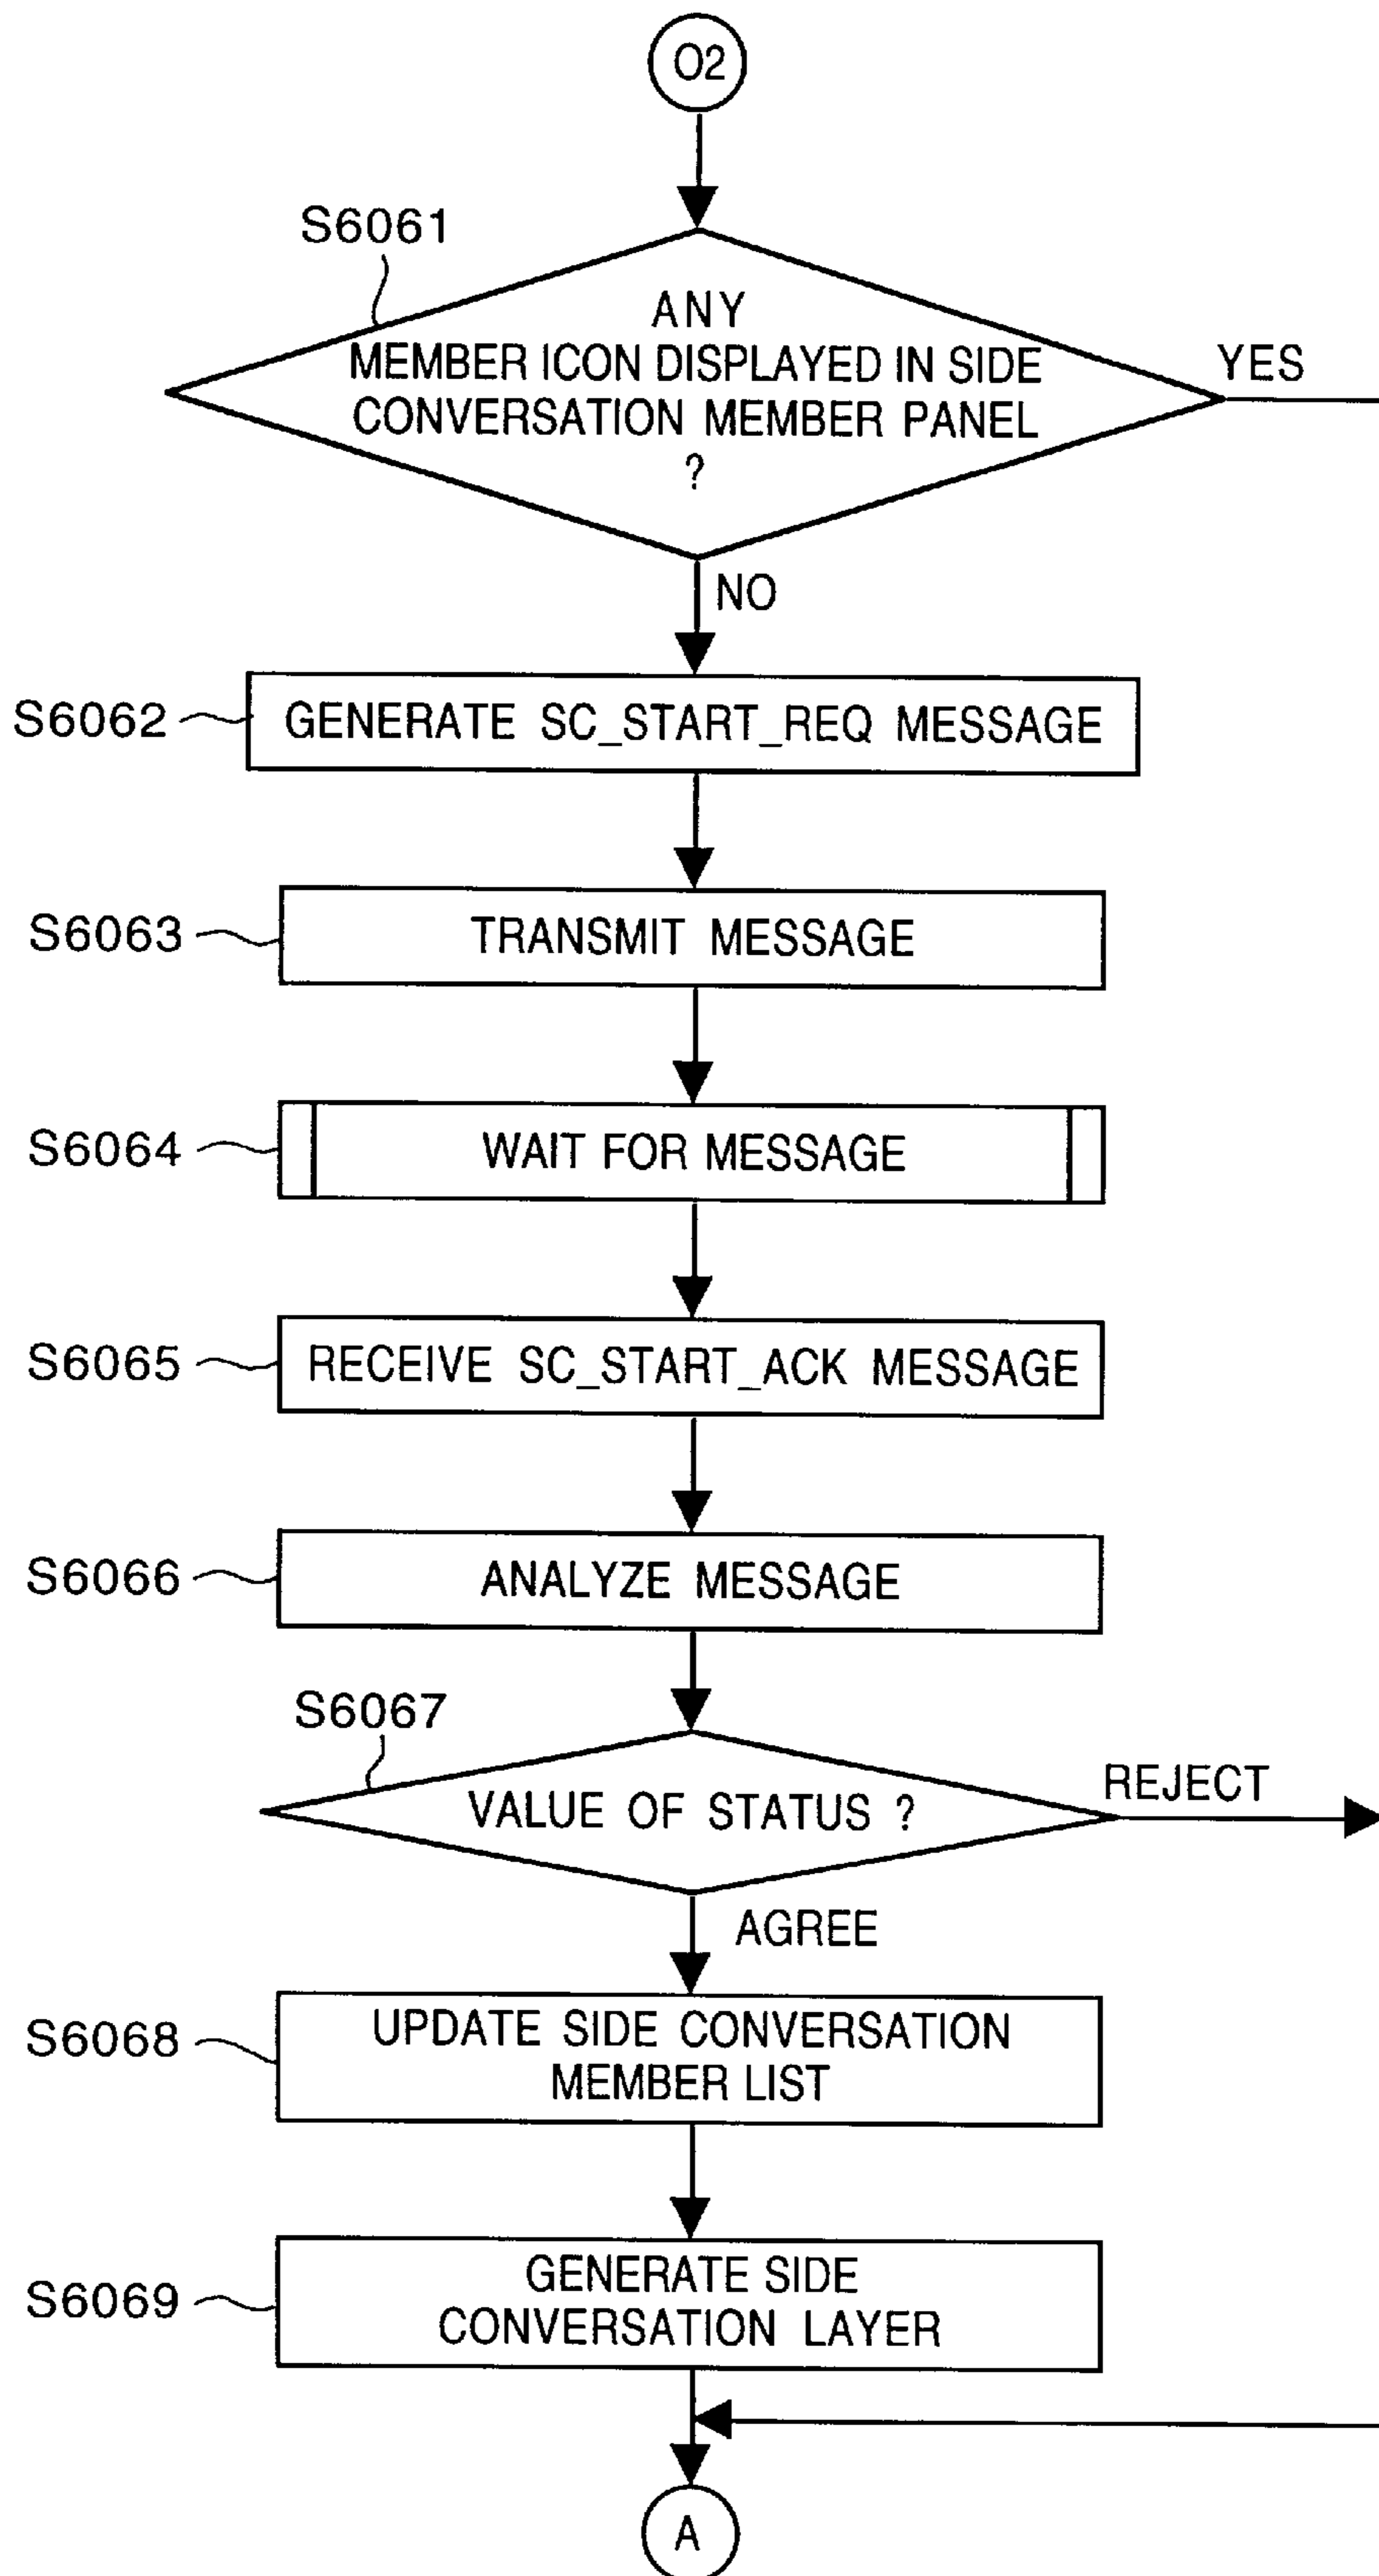 O2
S6061
ANY
MEMBER ICON DISPLAYED IN SIDE
CONVERSATION MEMBER PANEL
?
YES
NO
S6062
GENERATE SC_START_REQ MESSAGE
S6063
TRANSMIT MESSAGE
S6064
WAIT FOR MESSAGE
S6065
RECEIVE SC_START_ACK MESSAGE
S6066
ANALYZE MESSAGE
S6067
VALUE OF STATUS ?
REJECT
AGREE
S6068
UPDATE SIDE CONVERSATION
MEMBER LIST
S6069
GENERATE SIDE
CONVERSATION LAYER
A